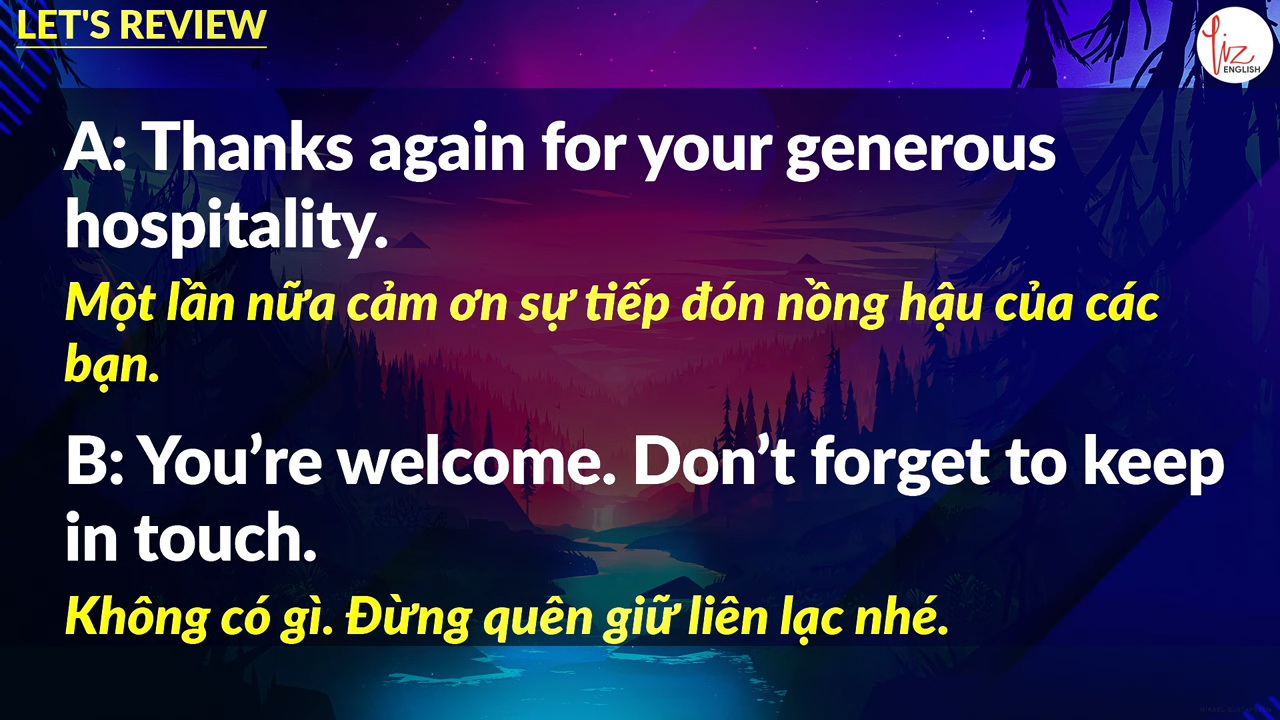 LET'S REVIEW
Liz
ENGLISH
A: Thanks again for your generous
hospitality.
Một lần nữa cảm ơn sự tiếp đón nồng hậu của các
bạn.
B: You’re welcome. Don’t forget to keep
in touch.
Không có gì. Đừng quên giữ liên lạc nhé.